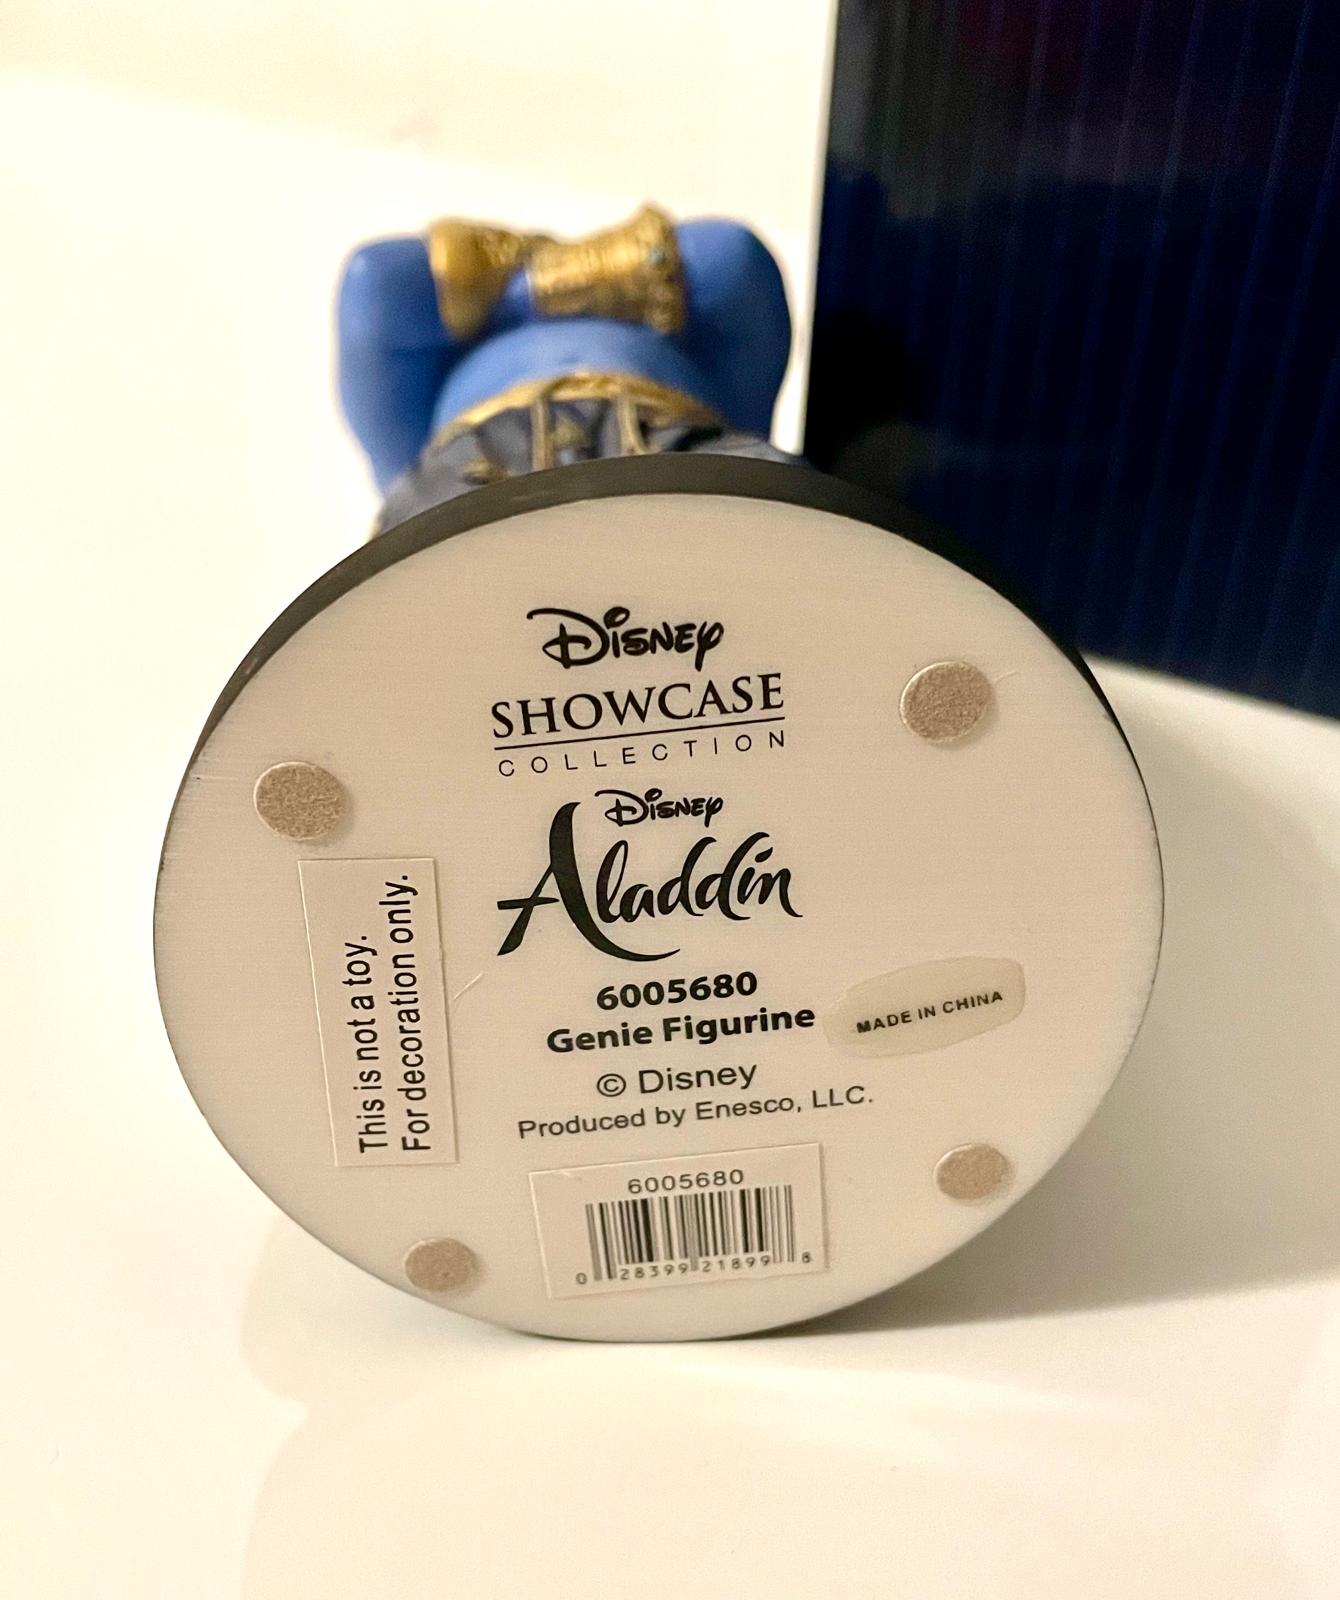 Disney
SHOWCASE
COLLECTION
Disney
Aladdin
6005680
Genie Figurine
© Disney
Produced by Enesco, LLC.
MADE IN CHINA
This is not a toy.
For decoration only.
6005680
0 28399 21899 8